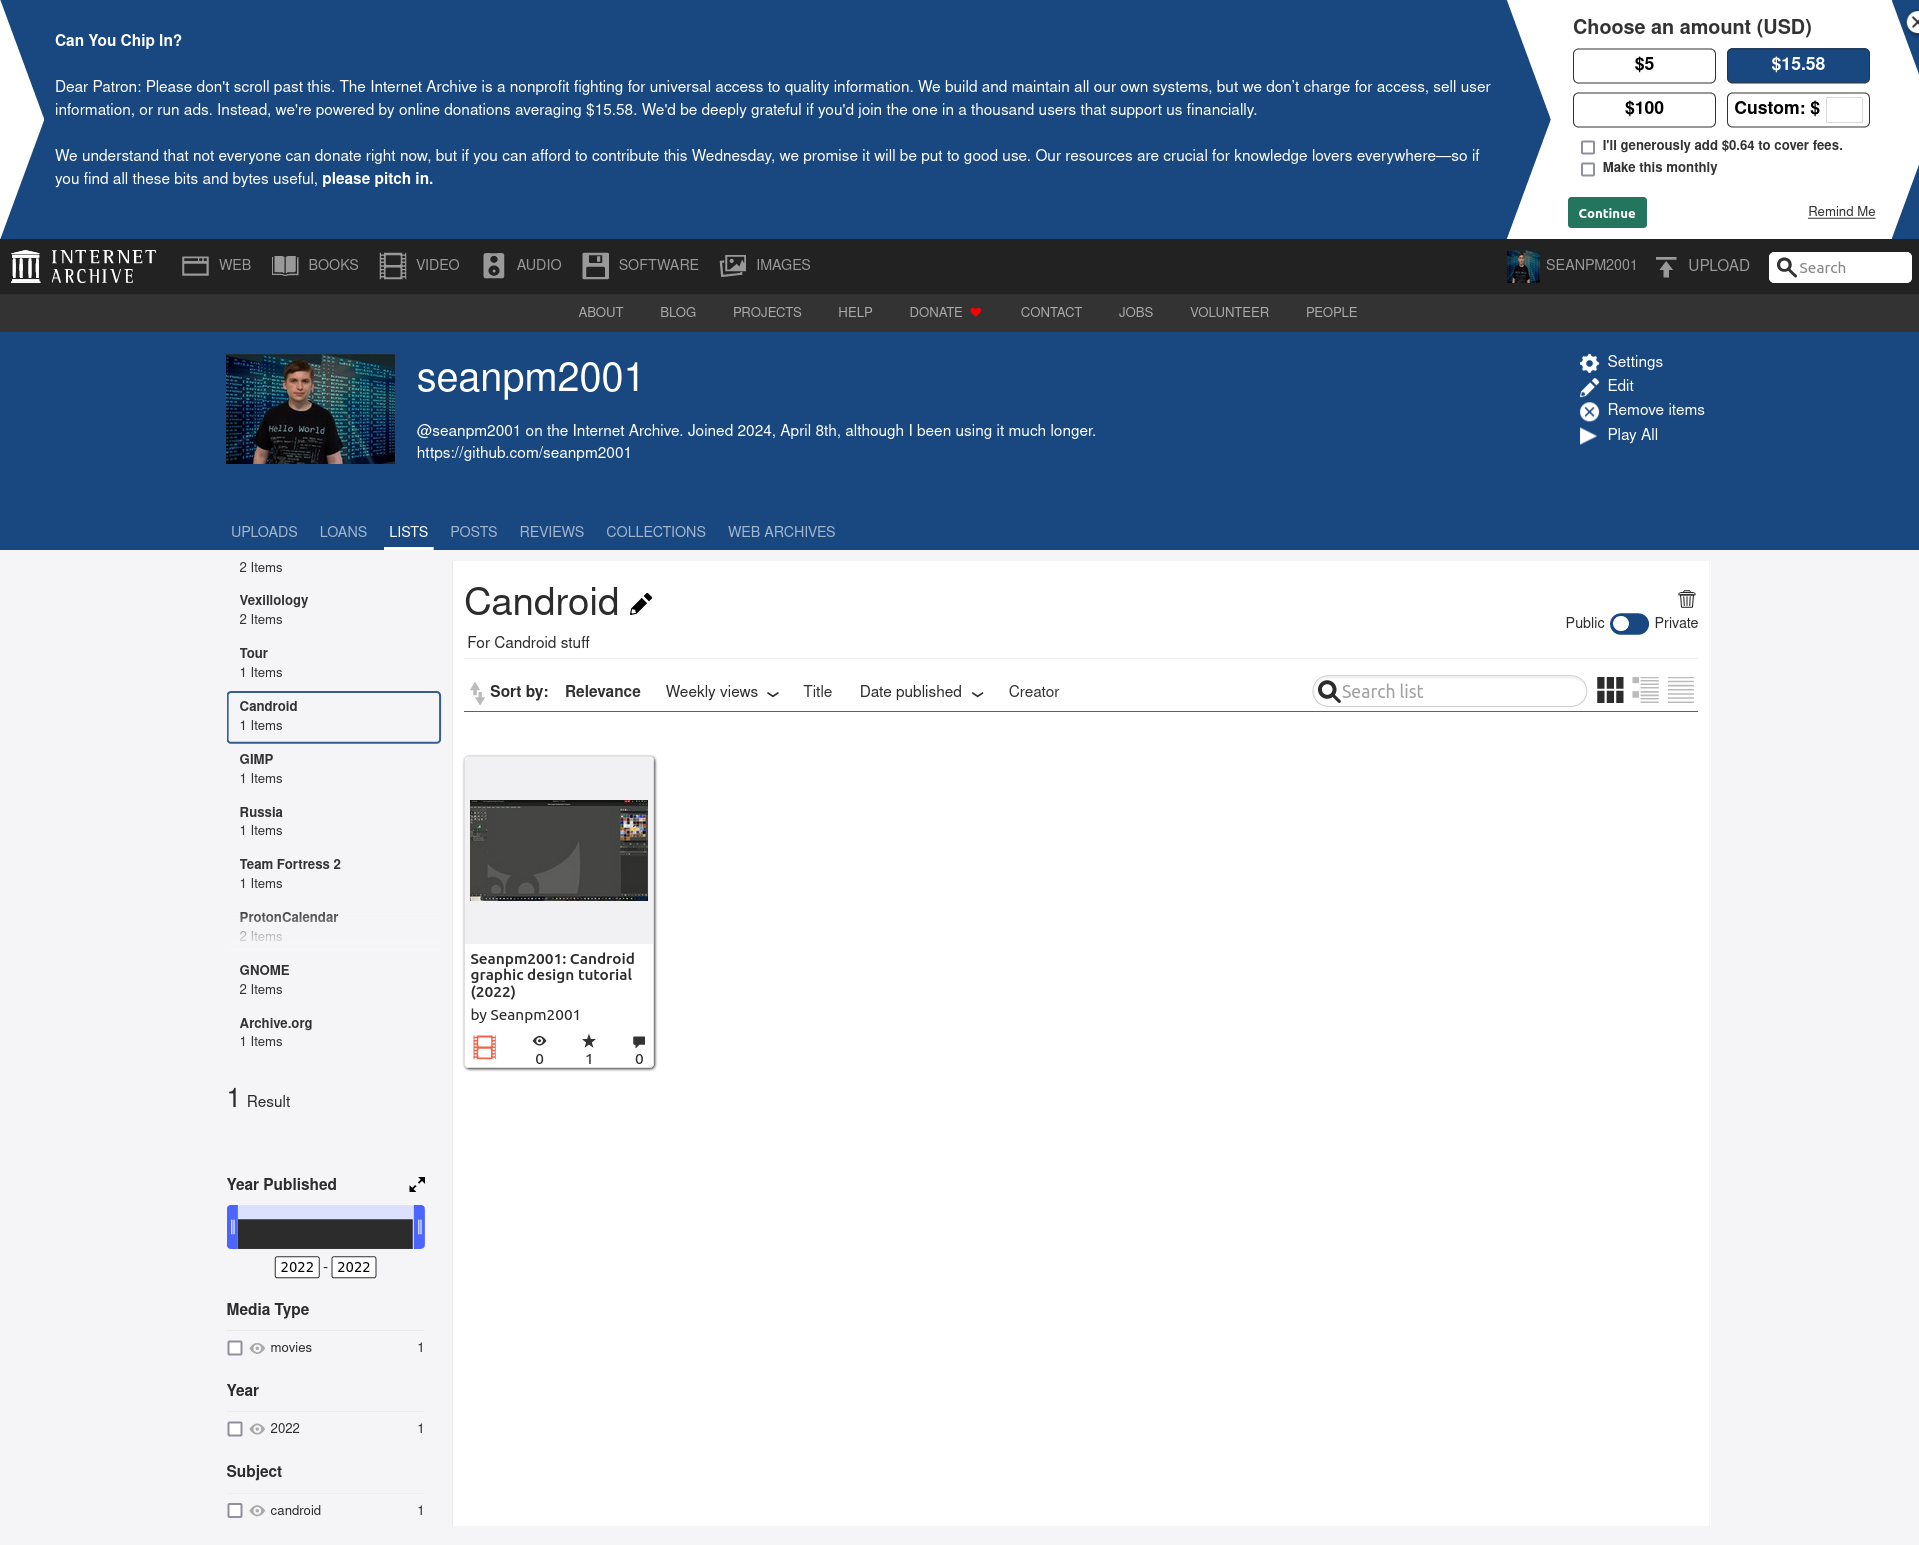 Can You Chip In?
Dear Patron: Please don't scroll past this. The Internet Archive is a nonprofit fighting for universal access to quality information. We build and maintain all our own systems, but we don’t charge for access, sell user
information, or run ads. Instead, we're powered by online donations averaging $15.58. We'd be deeply grateful if you'd join the one in a thousand users that support us financially.
We understand that not everyone can donate right now, but if you can afford to contribute this Wednesday, we promise it will be put to good use. Our resources are crucial for knowledge lovers everywhere—so if
you find all these bits and bytes useful, please pitch in.
Choose an amount (USD)
$5 $15.58
$100 Custom: $
I'll generously add $0.64 to cover fees.
Make this monthly
Continue Remind Me
INTERNET ARCHIVE WEB BOOKS VIDEO AUDIO SOFTWARE IMAGES SEANPM2001 UPLOAD Search
ABOUT BLOG PROJECTS HELP DONATE CONTACT JOBS VOLUNTEER PEOPLE
Hello World
seanpm2001
@seanpm2001 on the Internet Archive. Joined 2024, April 8th, although I been using it much longer.
https://github.com/seanpm2001
Settings
Edit
Remove items
Play All
UPLOADS LOANS LISTS POSTS REVIEWS COLLECTIONS WEB ARCHIVES
2 Items
Vexillology
2 Items
Tour
1 Items
Candroid
1 Items
GIMP
1 Items
Russia
1 Items
Team Fortress 2
1 Items
ProtonCalendar
2 Items
GNOME
2 Items
Archive.org
1 Items
1 Result
Year Published
2022 - 2022
Media Type
movies 1
Year
2022 1
Subject
candroid 1
Candroid
For Candroid stuff
Public Private
Sort by: Relevance Weekly views Title Date published Creator Search list
Seanpm2001: Candroid
graphic design tutorial
(2022)
by Seanpm2001
0 1 0